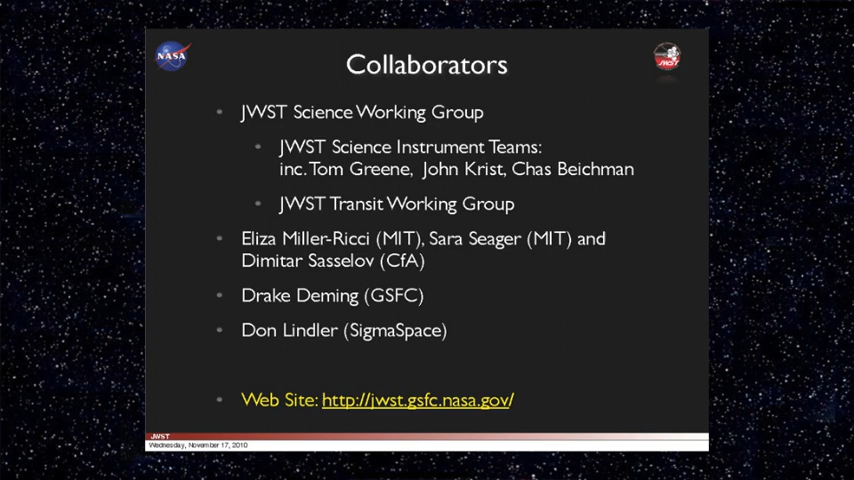 NASA
Collaborators
JWST
JWST Science Working Group
JWST Science Instrument Teams:
inc. Tom Greene, John Krist, Chas Beichman
JWST Transit Working Group
Eliza Miller-Ricci (MIT), Sara Seager (MIT) and
Dimitar Sasselov (CfA)
Drake Deming (GSFC)
Don Lindler (SigmaSpace)
Web Site: http://jwst.gsfc.nasa.gov/
JWST
Wednesday, November 17, 2010